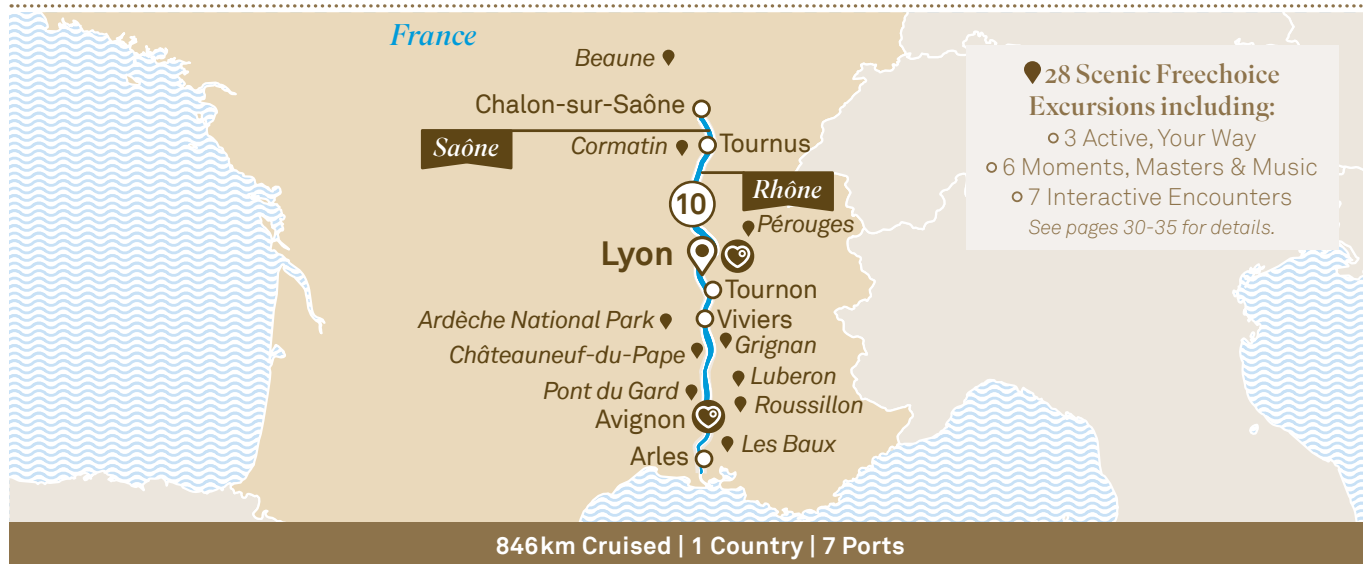 France
Beaune
Chalon-sur-Saône
Saône
Cormatin
Tournus
Rhône
10
Pérouges
Lyon
Tournon
Ardèche National Park
Viviers
Grignan
Châteauneuf-du-Pape
Luberon
Pont du Gard
Roussillon
Avignon
Les Baux
Arles
28 Scenic Freechoice
Excursions including:
3 Active, Your Way
6 Moments, Masters & Music
7 Interactive Encounters
See pages 30-35 for details.
846km Cruised | 1 Country | 7 Ports